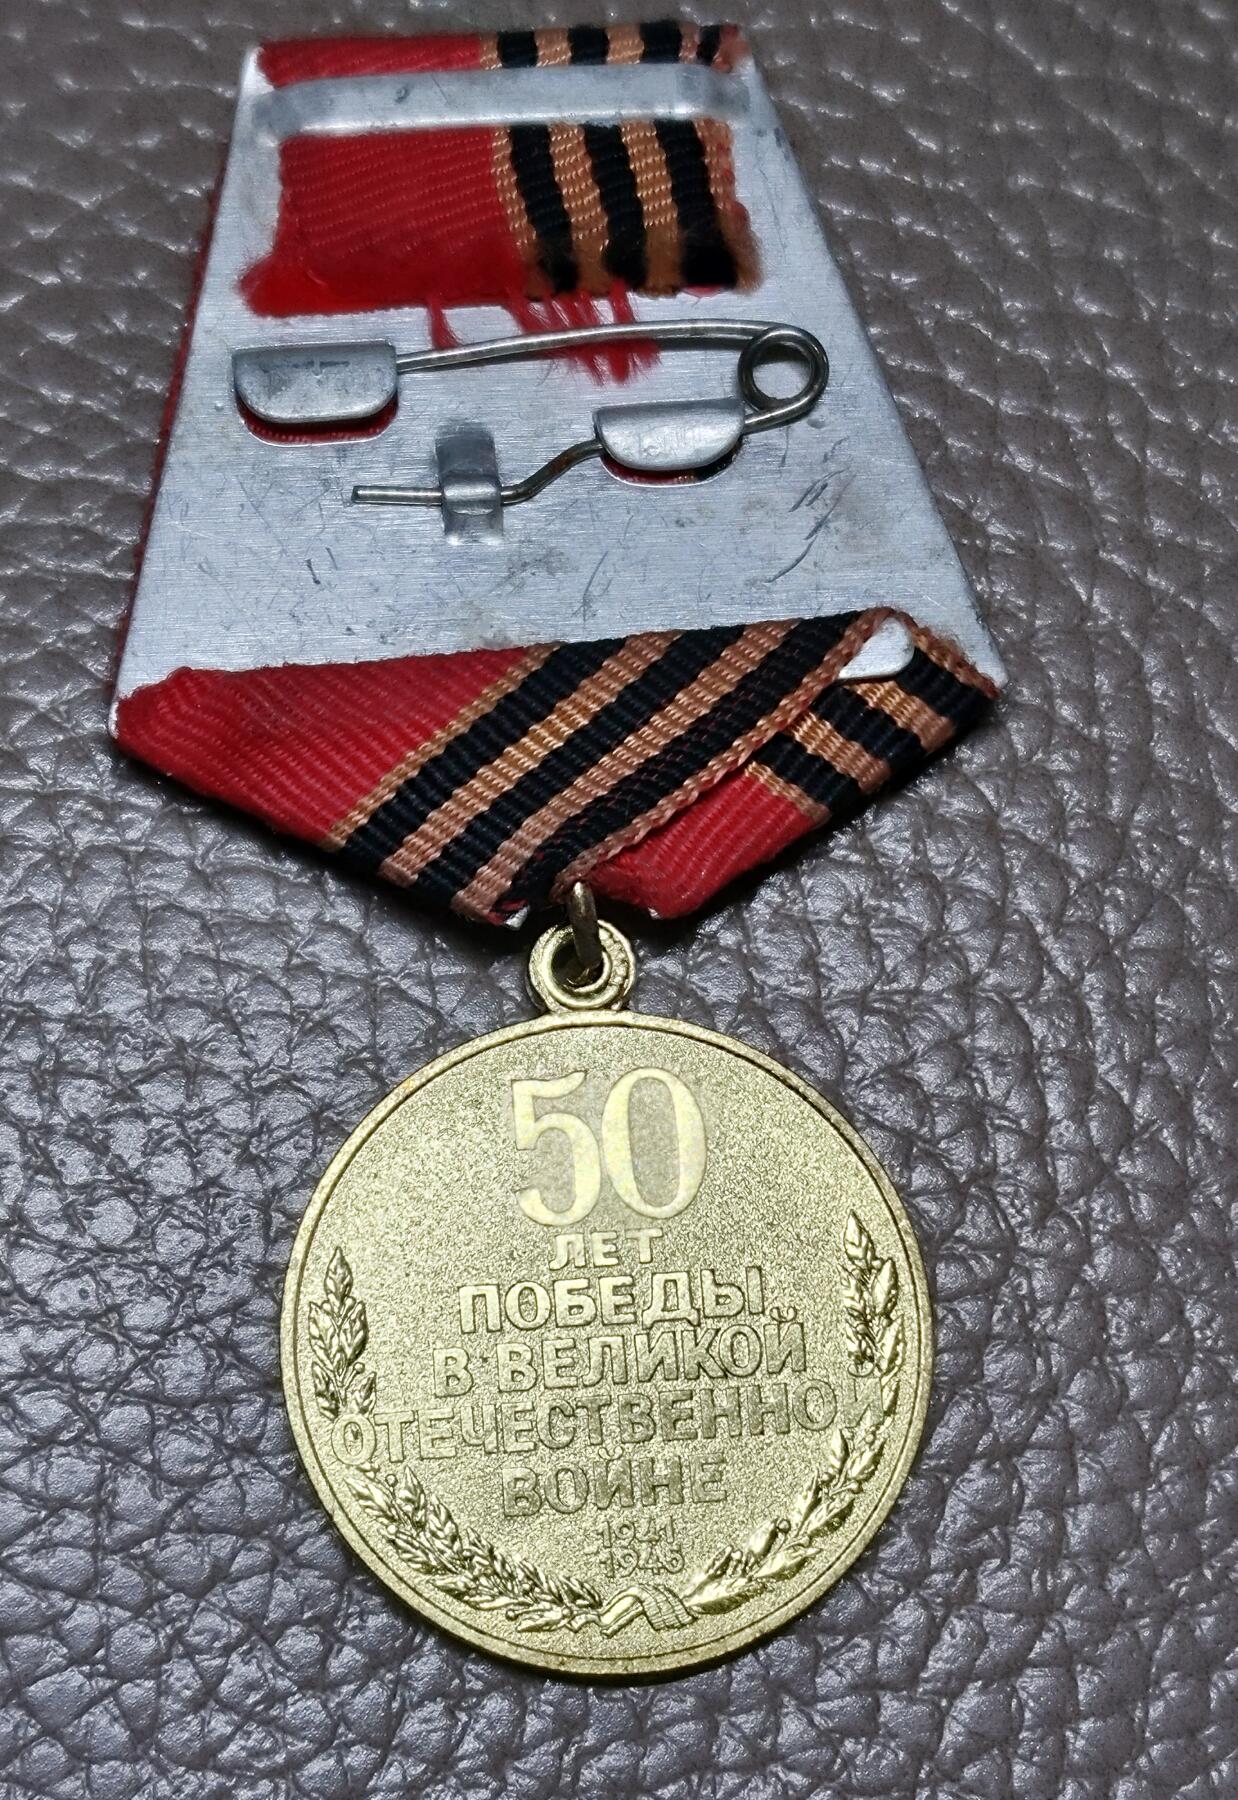 50
ЛЕТ
ПОБЕДЫ
В ВЕЛИКОЙ
ОТЕЧЕСТВЕННОЙ
ВОЙНЕ
1941
1945